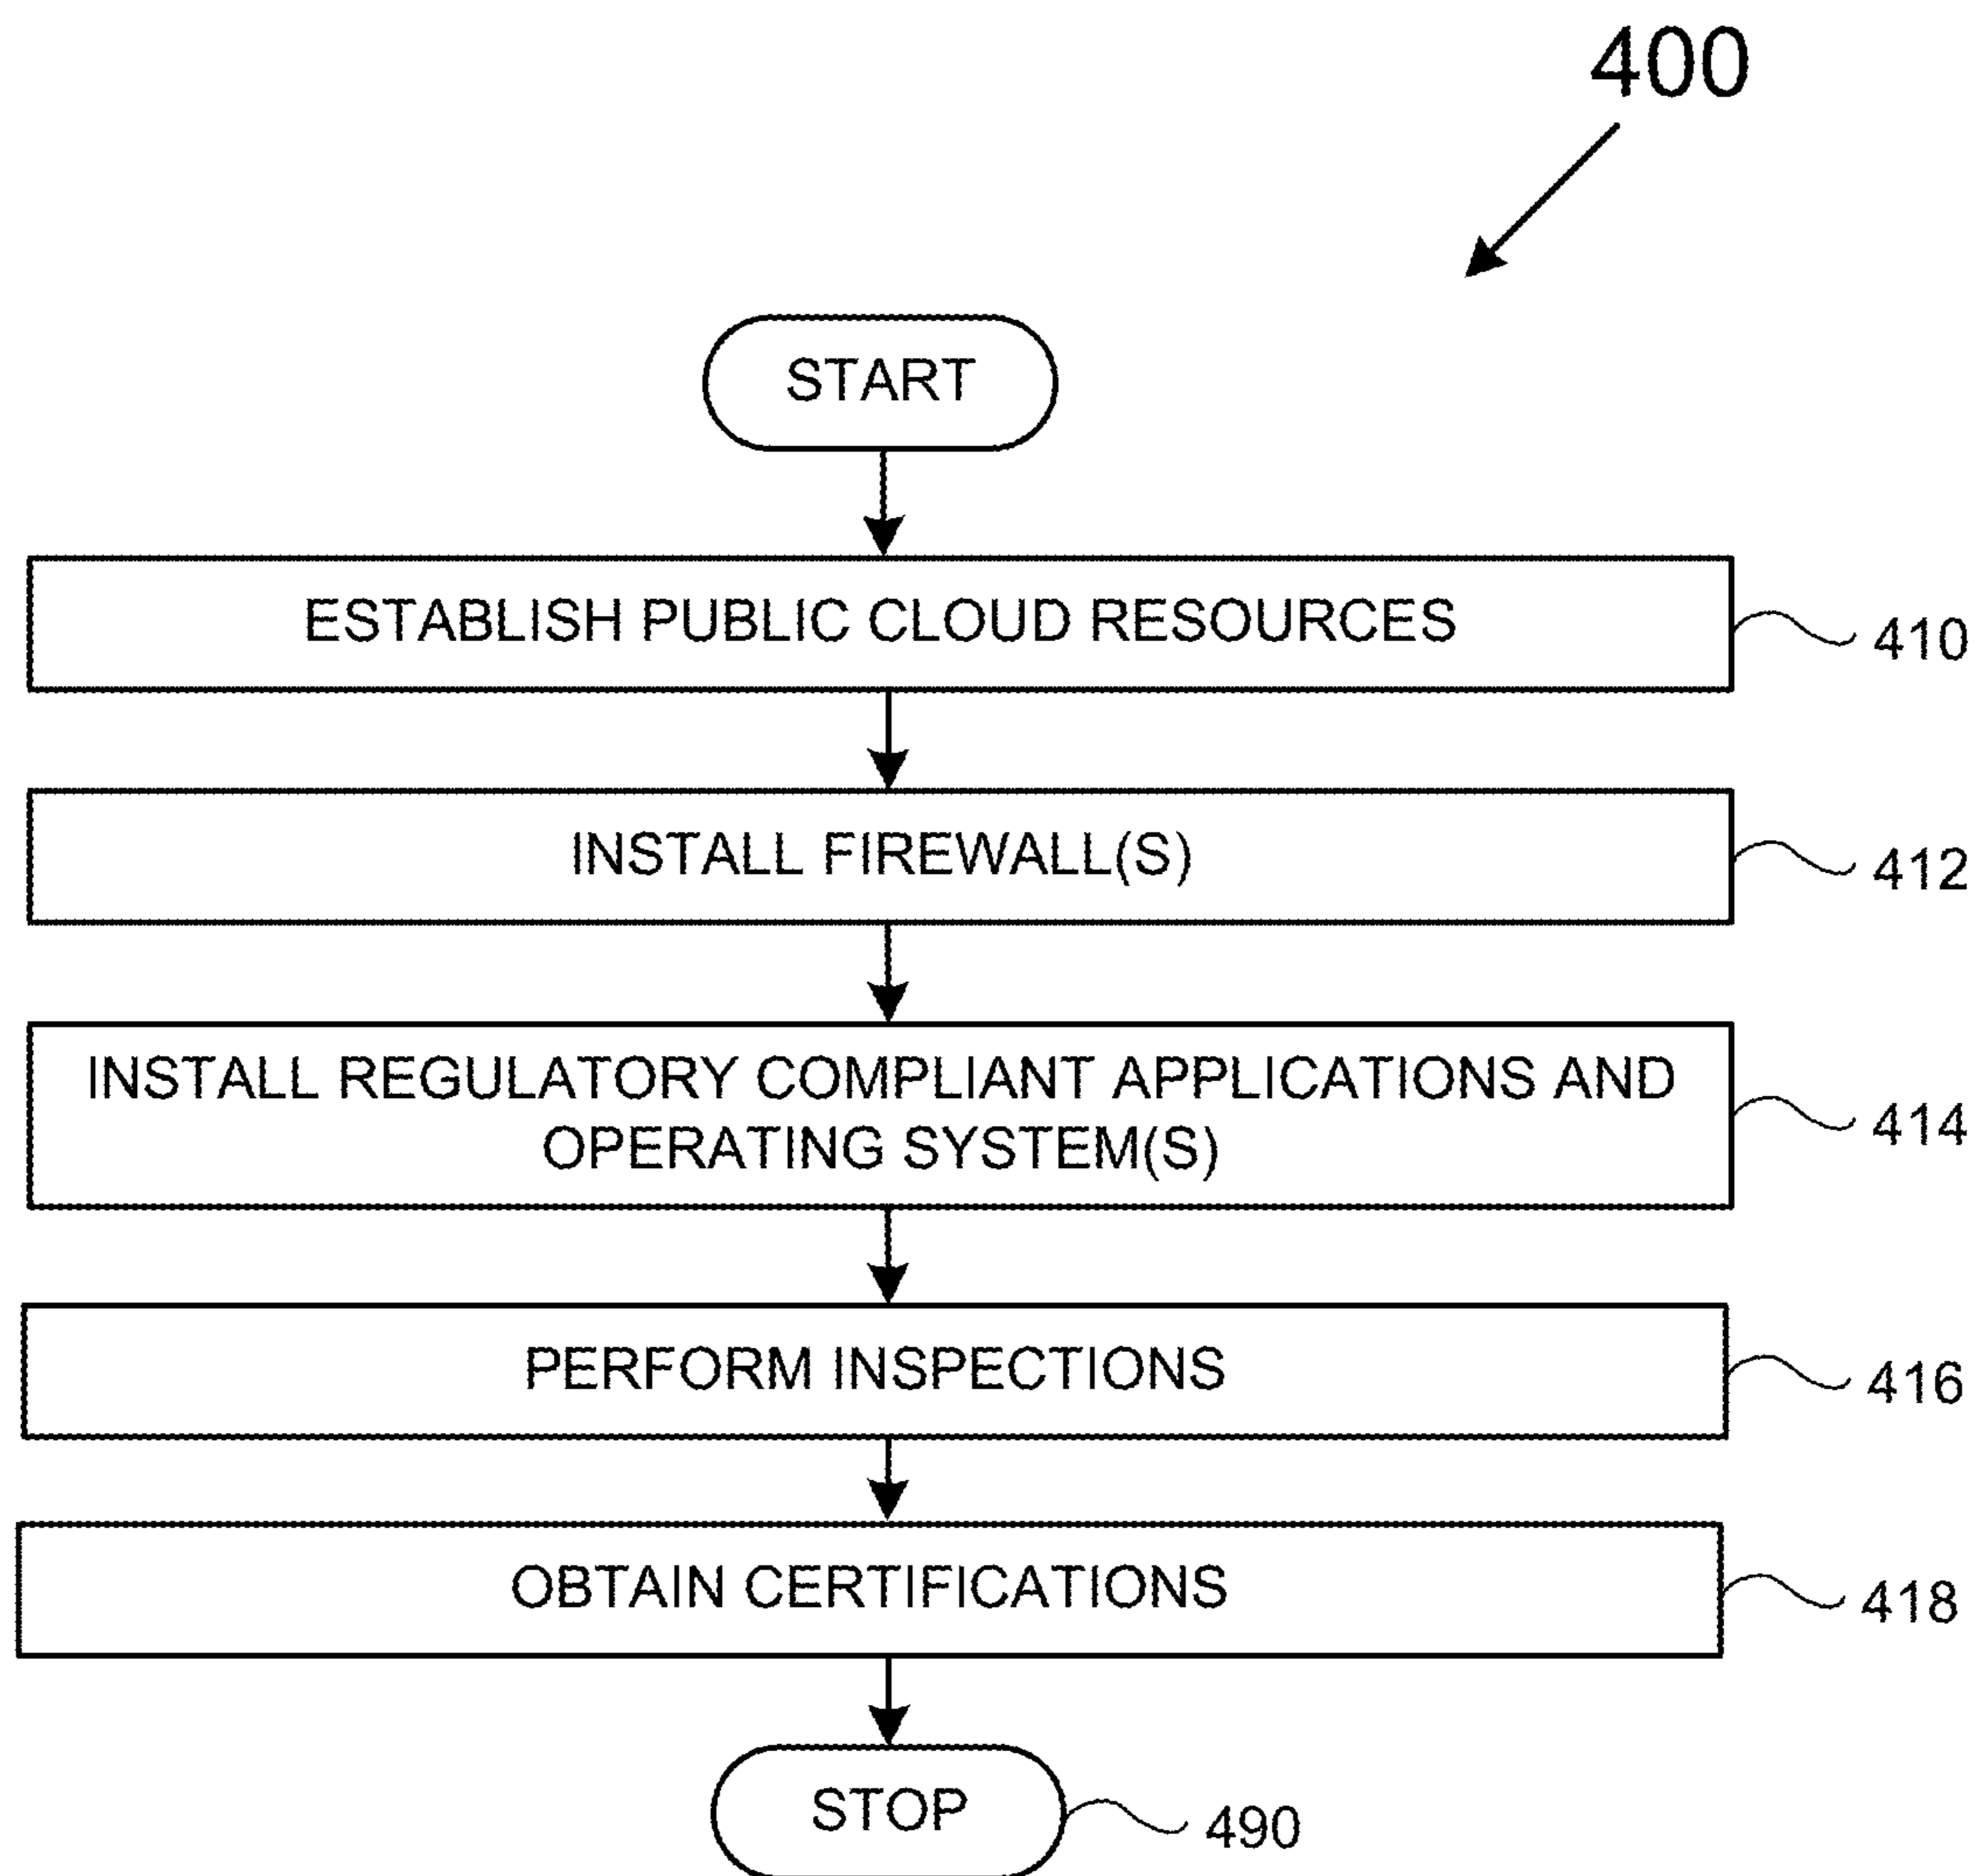 400
START
ESTABLISH PUBLIC CLOUD RESOURCES
410
INSTALL FIREWALL(S)
412
INSTALL REGULATORY COMPLIANT APPLICATIONS AND
OPERATING SYSTEM(S)
414
PERFORM INSPECTIONS
416
OBTAIN CERTIFICATIONS
418
STOP
490